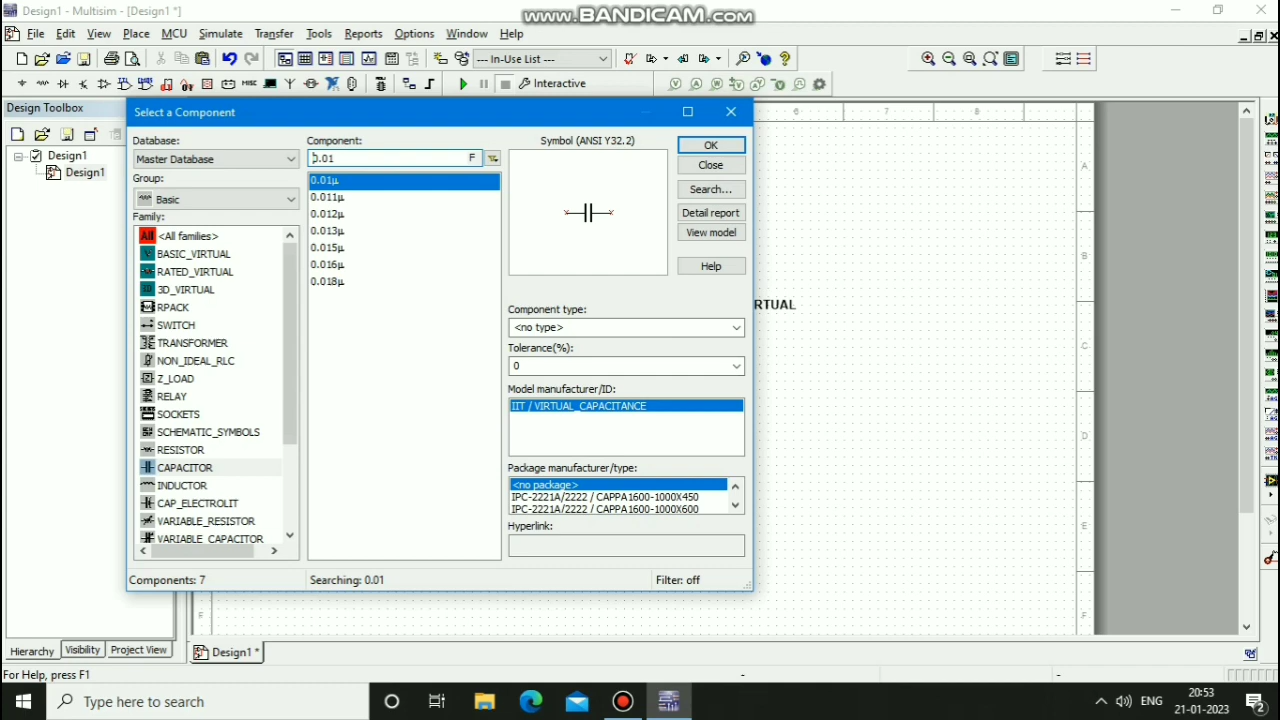 Design1 - Multisim - [Design1 *]
www.BANDICAM.com
File Edit View Place MCU Simulate Transfer Tools Reports Options Window Help
--- In-Use List ---
Interactive
Design Toolbox
Design1
Design1
Select a Component
Database:
Master Database
Group:
Basic
Family:
All <All families>
BASIC_VIRTUAL
RATED_VIRTUAL
3D_VIRTUAL
RPACK
SWITCH
TRANSFORMER
NON_IDEAL_RLC
Z_LOAD
RELAY
SOCKETS
SCHEMATIC_SYMBOLS
RESISTOR
CAPACITOR
INDUCTOR
CAP_ELECTROLIT
VARIABLE_RESISTOR
VARIABLE_CAPACITOR
Component:
0.01 F
0.01µ
0.011µ
0.012µ
0.013µ
0.015µ
0.016µ
0.018µ
Symbol (ANSI Y32.2)
OK
Close
Search...
Detail report
View model
Help
Component type:
<no type>
Tolerance(%):
0
Model manufacturer/ID:
IIT / VIRTUAL_CAPACITANCE
Package manufacturer/type:
<no package>
IPC-2221A/2222 / CAPPA1600-1000X450
IPC-2221A/2222 / CAPPA1600-1000X600
Hyperlink:
Components: 7 Searching: 0.01 Filter: off
6 7 8
A
B
C
D
E
F
F
RTUAL
Hierarchy Visibility Project View
Design1 *
For Help, press F1
- -
Type here to search
ENG
20:53
21-01-2023
2